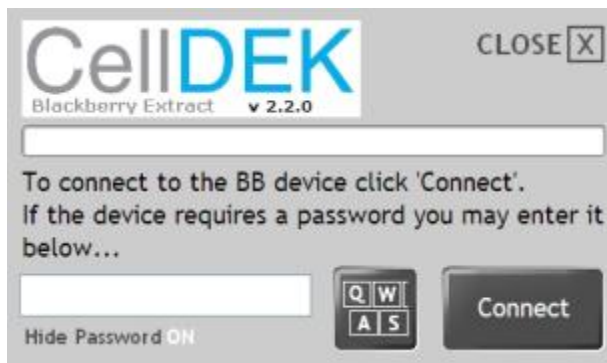 CellDEK
CLOSE X
Blackberry Extract v 2.2.0
To connect to the BB device click 'Connect'.
If the device requires a password you may enter it
below...
Q W
A S
Connect
Hide Password ON